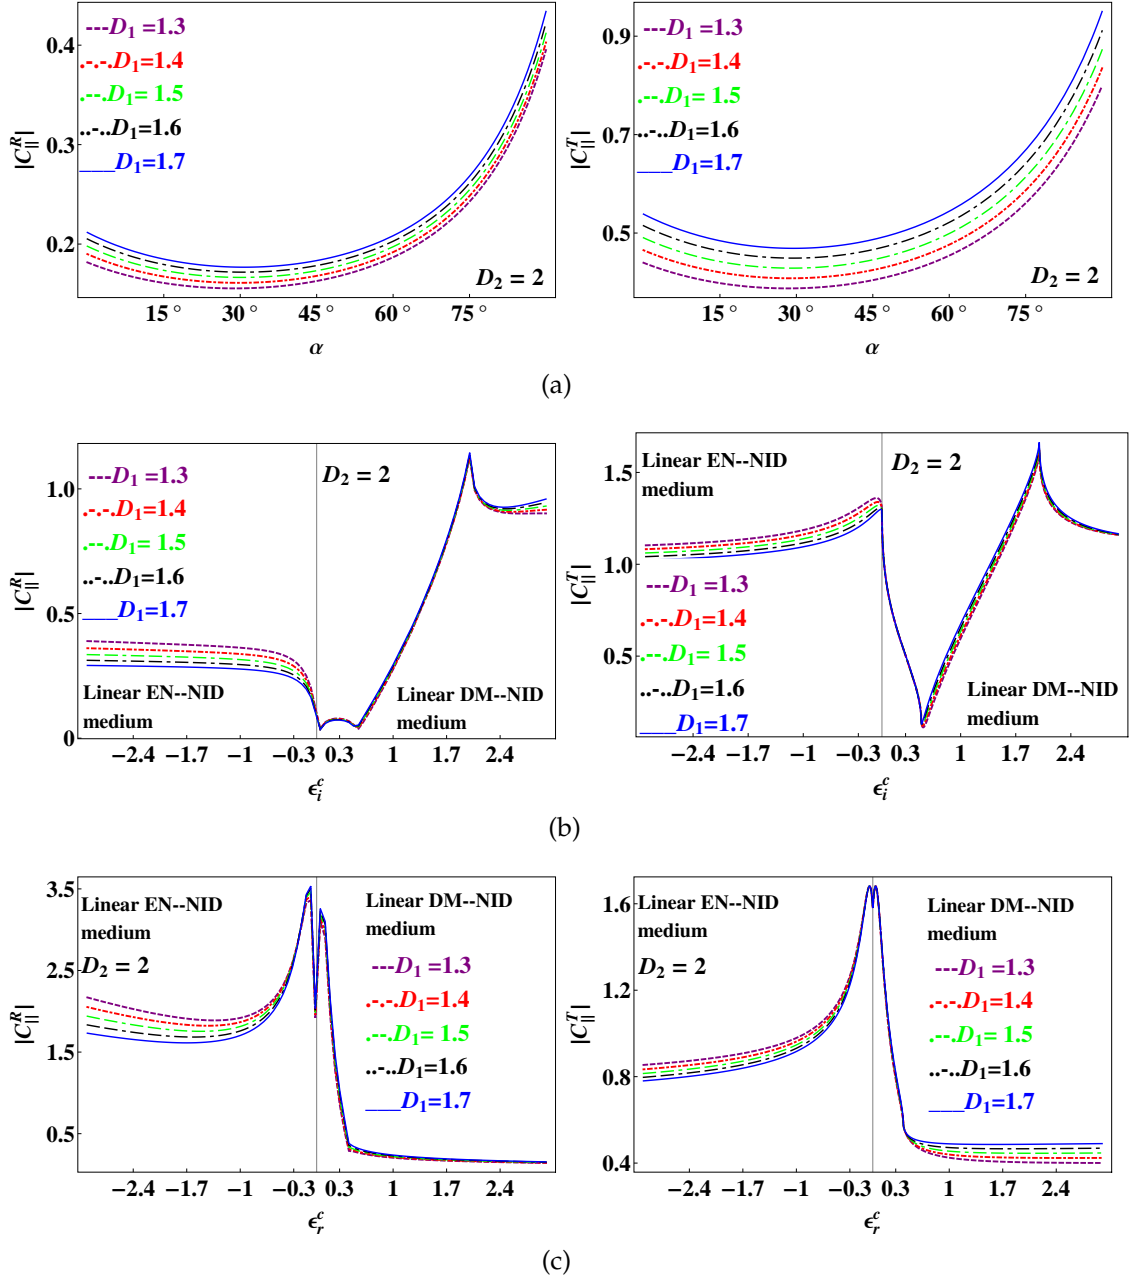 ---D₁ =1.3
.-.-.D₁=1.4
.--.D₁= 1.5
..-..D₁=1.6
___D₁=1.7
0.4
0.3
0.2
|C∥ᴿ|
D₂ = 2
15° 30° 45° 60° 75°
α
---D₁ =1.3
.-.-.D₁=1.4
.--.D₁= 1.5
..-..D₁=1.6
___D₁=1.7
0.9
0.7
0.5
|C∥ᵀ|
D₂ = 2
15° 30° 45° 60° 75°
α
(a)
D₂ = 2
---D₁ =1.3
.-.-.D₁=1.4
.--.D₁= 1.5
..-..D₁=1.6
___D₁=1.7
1.0
0.5
0
|C∥ᴿ|
Linear EN--NID
medium
Linear DM--NID
medium
−2.4 −1.7 −1 −0.3 0.3 1 1.7 2.4
ϵᵢᶜ
Linear EN--NID
medium
D₂ = 2
1.5
1.0
0.5
|C∥ᵀ|
---D₁ =1.3
.-.-.D₁=1.4
.--.D₁= 1.5
..-..D₁=1.6
___D₁=1.7
Linear DM--NID
medium
−2.4 −1.7 −1 −0.3 0.3 1 1.7 2.4
ϵᵢᶜ
(b)
3.5
2.5
1.5
0.5
|C∥ᴿ|
Linear EN--NID
medium
D₂ = 2
Linear DM--NID
medium
---D₁ =1.3
.-.-.D₁=1.4
.--.D₁= 1.5
..-..D₁=1.6
___D₁=1.7
−2.4 −1.7 −1 −0.3 0.3 1 1.7 2.4
ϵᵣᶜ
1.6
1.2
0.8
0.4
|C∥ᵀ|
Linear EN--NID
medium
D₂ = 2
Linear DM--NID
medium
---D₁ =1.3
.-.-.D₁=1.4
.--.D₁= 1.5
..-..D₁=1.6
___D₁=1.7
−2.4 −1.7 −1 −0.3 0.3 1 1.7 2.4
ϵᵣᶜ
(c)